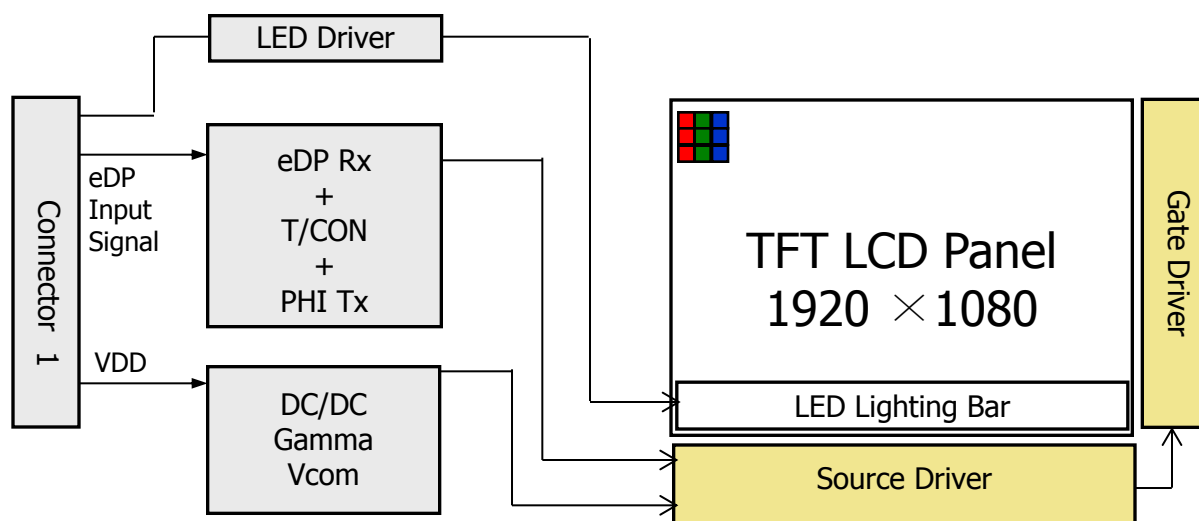 LED Driver
Connector 1
eDP
Input
Signal
eDP Rx
+
T/CON
+
PHI Tx
VDD
DC/DC
Gamma
Vcom
TFT LCD Panel
1920 ×1080
LED Lighting Bar
Source Driver
Gate Driver